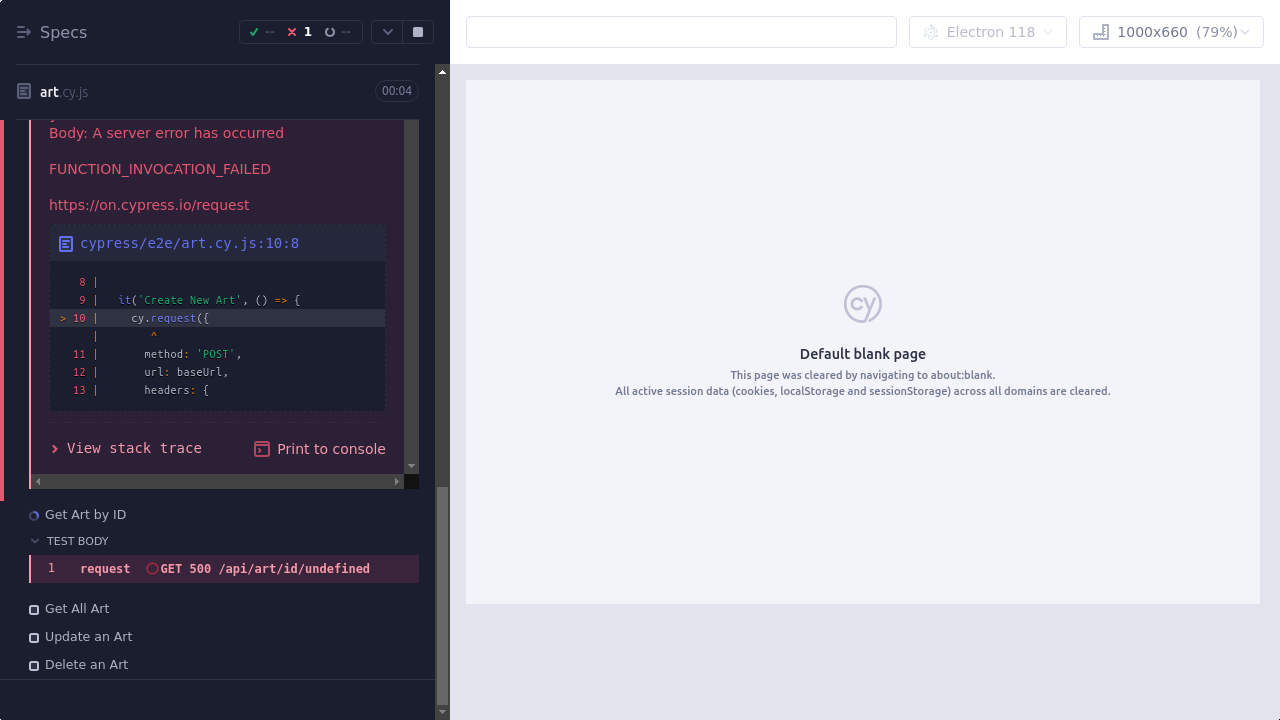 Specs
-- 1 --
art.cy.js
00:04
Body: A server error has occurred
FUNCTION_INVOCATION_FAILED
https://on.cypress.io/request
cypress/e2e/art.cy.js:10:8
8 |
9 | it('Create New Art', () => {
> 10 | cy.request({
| ^
11 | method: 'POST',
12 | url: baseUrl,
13 | headers: {
View stack trace
Print to console
Get Art by ID
TEST BODY
1 request GET 500 /api/art/id/undefined
Get All Art
Update an Art
Delete an Art
Electron 118
1000x660 (79%)
cy
Default blank page
This page was cleared by navigating to about:blank.
All active session data (cookies, localStorage and sessionStorage) across all domains are cleared.